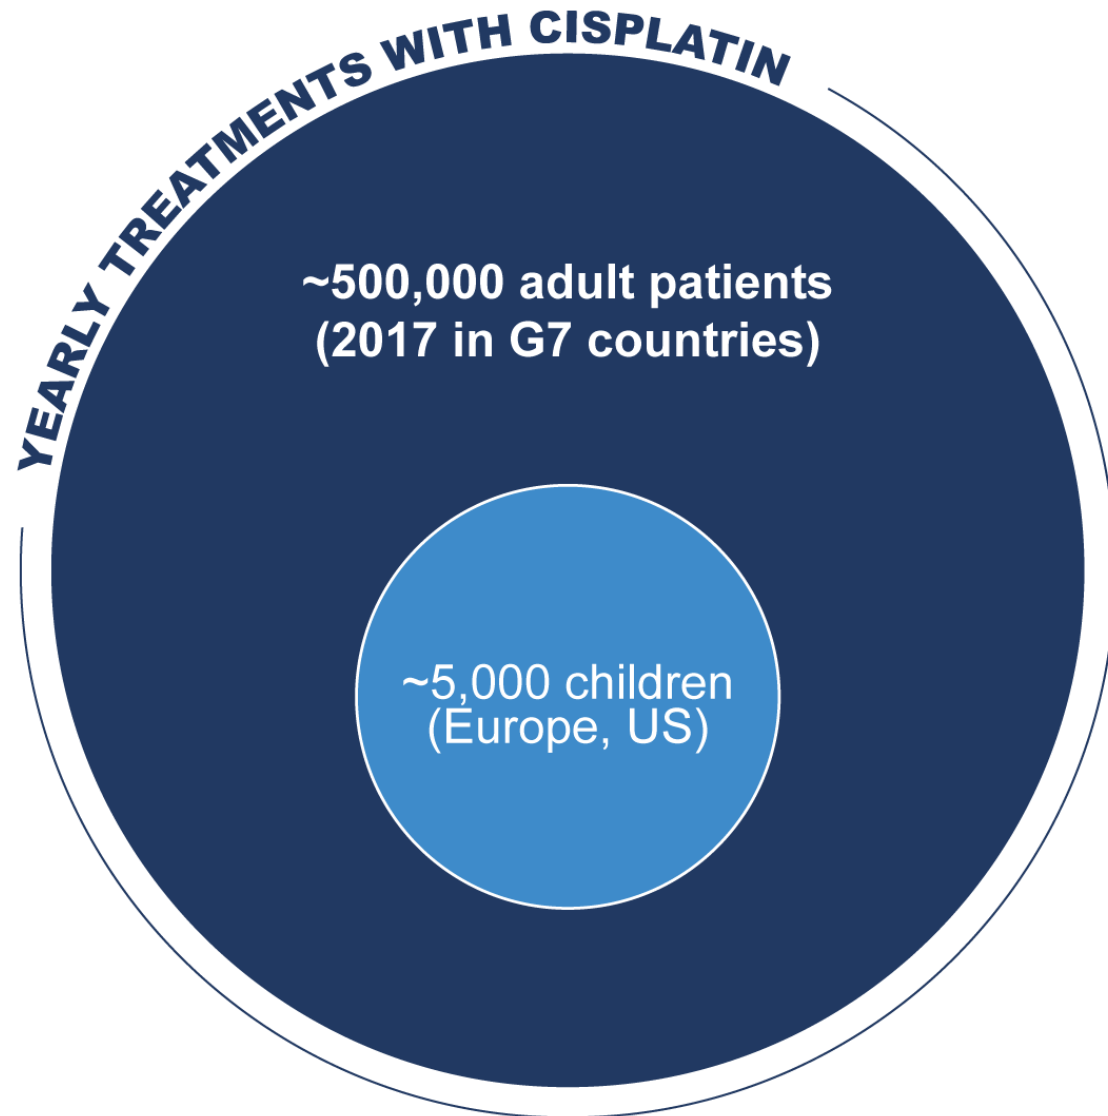 YEARLY TREATMENTS WITH CISPLATIN
~500,000 adult patients
(2017 in G7 countries)
~5,000 children
(Europe, US)